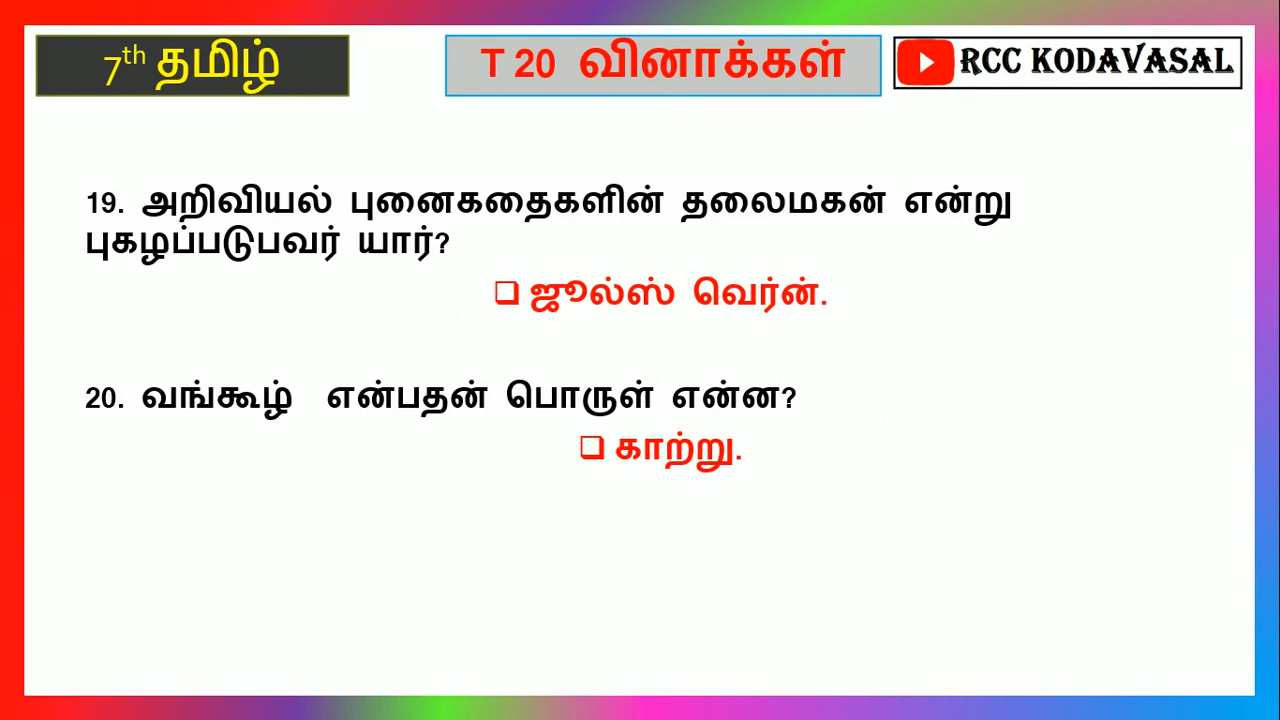 7th தமிழ்
T 20 வினாக்கள்
RCC KODAVASAL
19. அறிவியல் புனைகதைகளின் தலைமகன் என்று
புகழப்படுபவர் யார்?
❑ ஜூல்ஸ் வெர்ன்.
20. வங்கூழ் என்பதன் பொருள் என்ன?
❑ காற்று.